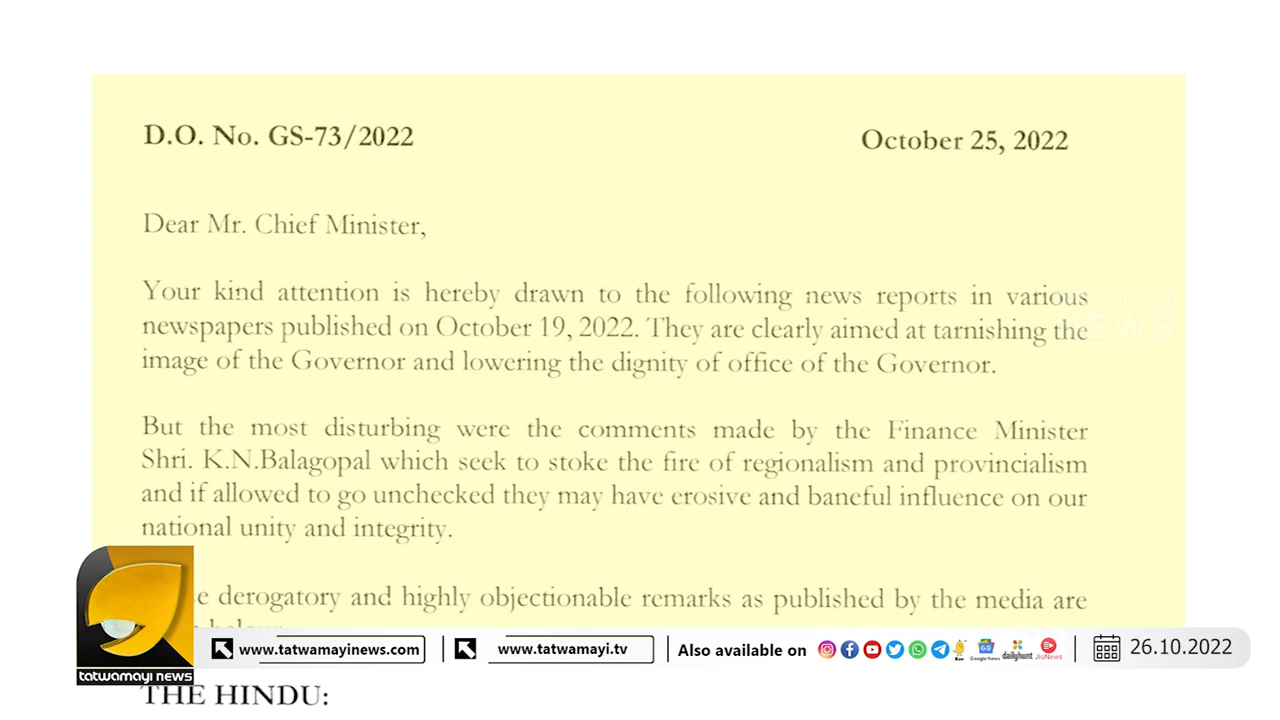 D.O. No. GS-73/2022
October 25, 2022
Dear Mr. Chief Minister,
Your kind attention is hereby drawn to the following news reports in various
newspapers published on October 19, 2022. They are clearly aimed at tarnishing the
image of the Governor and lowering the dignity of office of the Governor.
But the most disturbing were the comments made by the Finance Minister
Shri. K.N.Balagopal which seek to stoke the fire of regionalism and provincialism
and if allowed to go unchecked they may have erosive and baneful influence on our
national unity and integrity.
derogatory and highly objectionable remarks as published by the media are
THE HINDU:
NEWS
tatwamayi news
www.tatwamayinews.com
www.tatwamayi.tv
Also available on
Koo
Google News
dailyhunt
JioNews
26.10.2022